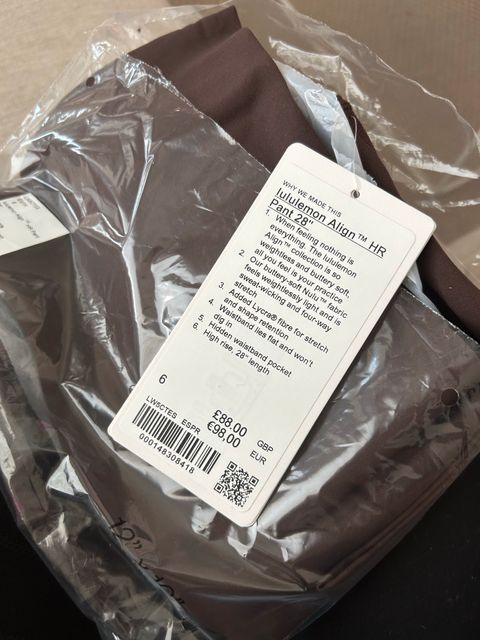 WHY WE MADE THIS
lululemon Align™ HR
Pant 28"
1. When feeling nothing is
everything. The lululemon
Align™ collection is so
weightless and buttery soft,
all you feel is your practice
2. Our buttery-soft Nulu™ fabric
feels weightlessly light and is
sweat-wicking and four-way
stretch
3. Added Lycra® fibre for stretch
and shape retention
4. Waistband lies flat and won't
dig in
5. Hidden waistband pocket
6. High rise, 28" length
6
£88.00 GBP
€98,00 EUR
LW5CTES ESPR
000148308418